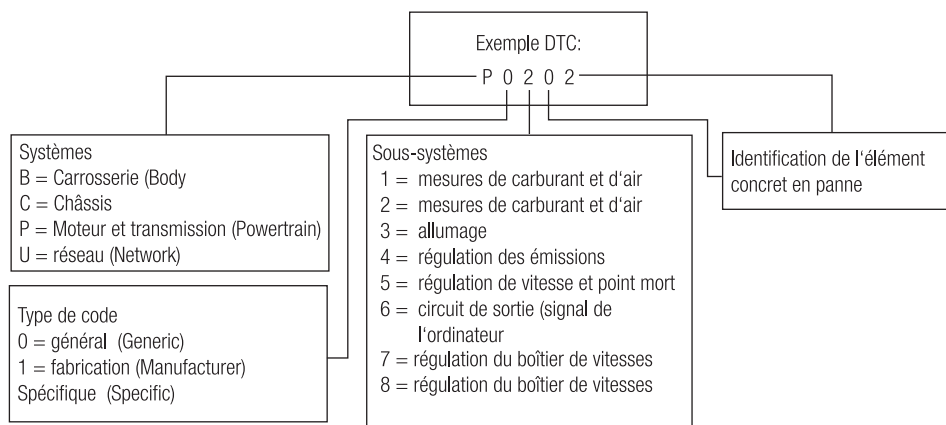 Exemple DTC:
P 0 2 0 2
Systèmes
B = Carrosserie (Body
C = Châssis
P = Moteur et transmission (Powertrain)
U = réseau (Network)
Type de code
0 = général (Generic)
1 = fabrication (Manufacturer)
Spécifique (Specific)
Sous-systèmes
1 = mesures de carburant et d'air
2 = mesures de carburant et d'air
3 = allumage
4 = régulation des émissions
5 = régulation de vitesse et point mort
6 = circuit de sortie (signal de
l'ordinateur
7 = régulation du boîtier de vitesses
8 = régulation du boîtier de vitesses
Identification de l'élément
concret en panne